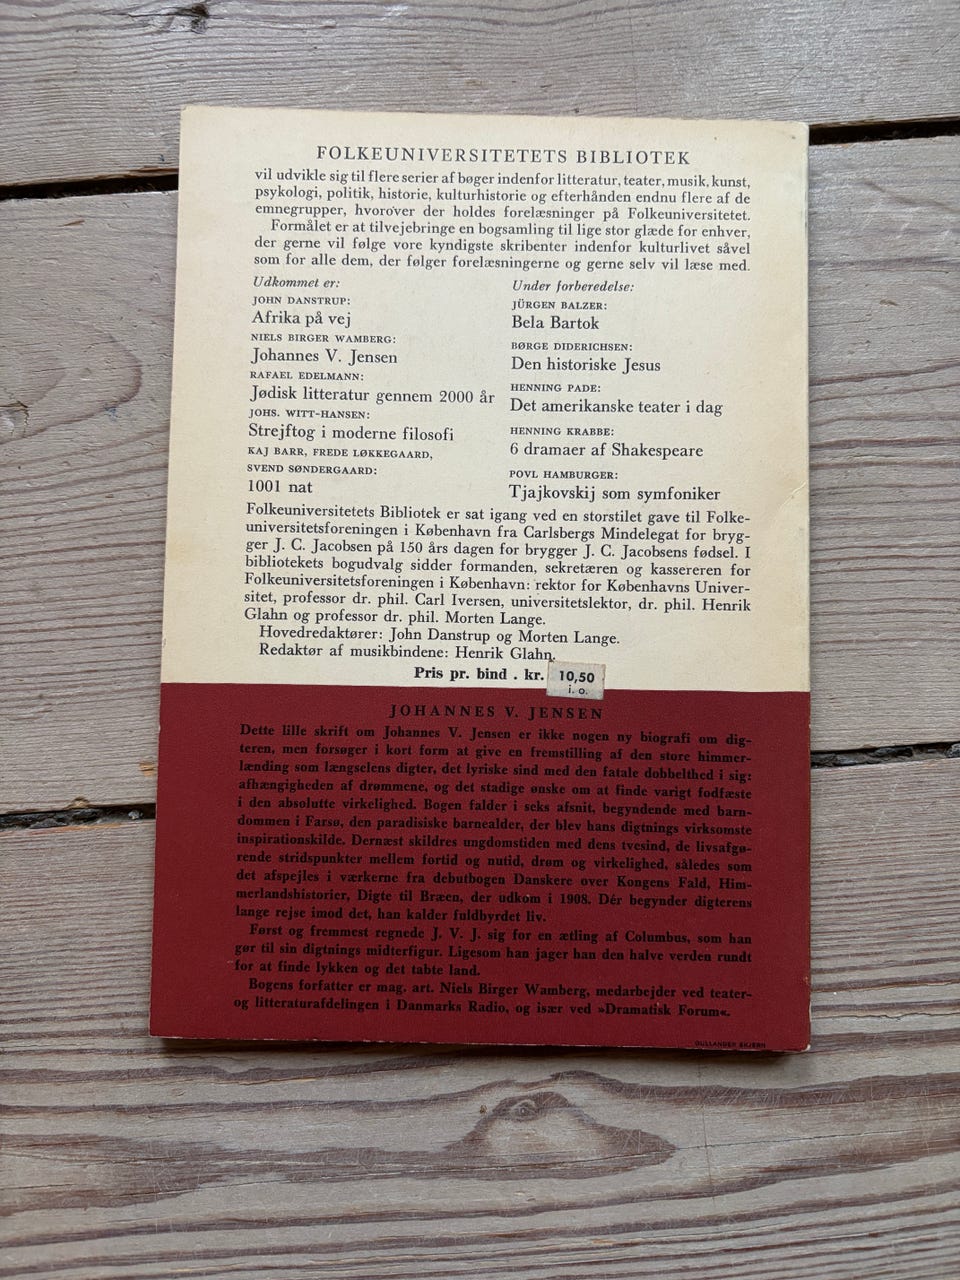 FOLKEUNIVERSITETETS BIBLIOTEK
vil udvikle sig til flere serier af bøger indenfor litteratur, teater, musik, kunst,
psykologi, politik, historie, kulturhistorie og efterhånden endnu flere af de
emnegrupper, hvorover der holdes forelæsninger på Folkeuniversitetet.
Formålet er at tilvejebringe en bogsamling til lige stor glæde for enhver,
der gerne vil følge vore kyndigste skribenter indenfor kulturlivet såvel
som for alle dem, der følger forelæsningerne og gerne selv vil læse med.
Udkommet er:
JOHN DANSTRUP:
Afrika på vej
NIELS BIRGER WAMBERG:
Johannes V. Jensen
RAFAEL EDELMANN:
Jødisk litteratur gennem 2000 år
JOHS. WITT-HANSEN:
Strejftog i moderne filosofi
KAJ BARR, FREDE LØKKEGAARD,
SVEND SØNDERGAARD:
1001 nat
Under forberedelse:
JÜRGEN BALZER:
Bela Bartok
BØRGE DIDERICHSEN:
Den historiske Jesus
HENNING PADE:
Det amerikanske teater i dag
HENNING KRABBE:
6 dramaer af Shakespeare
POVL HAMBURGER:
Tjajkovskij som symfoniker
Folkeuniversitetets Bibliotek er sat igang ved en storstilet gave til Folke-
universitetsforeningen i København fra Carlsbergs Mindelegat for bryg-
ger J. C. Jacobsen på 150 års dagen for brygger J. C. Jacobsens fødsel. I
bibliotekets bogudvalg sidder formanden, sekretæren og kassereren for
Folkeuniversitetsforeningen i København: rektor for Københavns Univer-
sitet, professor dr. phil. Carl Iversen, universitetslektor, dr. phil. Henrik
Glahn og professor dr. phil. Morten Lange.
Hovedredaktører: John Danstrup og Morten Lange.
Redaktør af musikbindene: Henrik Glahn.
Pris pr. bind . kr. 10,50
i. o.
JOHANNES V. JENSEN
Dette lille skrift om Johannes V. Jensen er ikke nogen ny biografi om dig-
teren, men forsøger i kort form at give en fremstilling af den store himmer-
lænding som længselens digter, det lyriske sind med den fatale dobbelthed i sig:
afhængigheden af drømmene, og det stadige ønske om at finde varigt fodfæste
i den absolutte virkelighed. Bogen falder i seks afsnit, begyndende med barn-
dommen i Farsø, den paradisiske barnealder, der blev hans digtnings virksomste
inspirationskilde. Dernæst skildres ungdomstiden med dens tvesind, de livsafgø-
rende stridspunkter mellem fortid og nutid, drøm og virkelighed, således som
det afspejles i værkerne fra debutbogen Danskere over Kongens Fald, Him-
merlandshistorier, Digte til Bræen, der udkom i 1908. Dér begynder digterens
lange rejse imod det, han kalder fuldbyrdet liv.
Først og fremmest regnede J. V. J. sig for en ætling af Columbus, som han
gør til sin digtnings midterfigur. Ligesom han jager han den halve verden rundt
for at finde lykken og det tabte land.
Bogens forfatter er mag. art. Niels Birger Wamberg, medarbejder ved teater-
og litteraturafdelingen i Danmarks Radio, og især ved »Dramatisk Forum«.
GULLANDER SKJERN